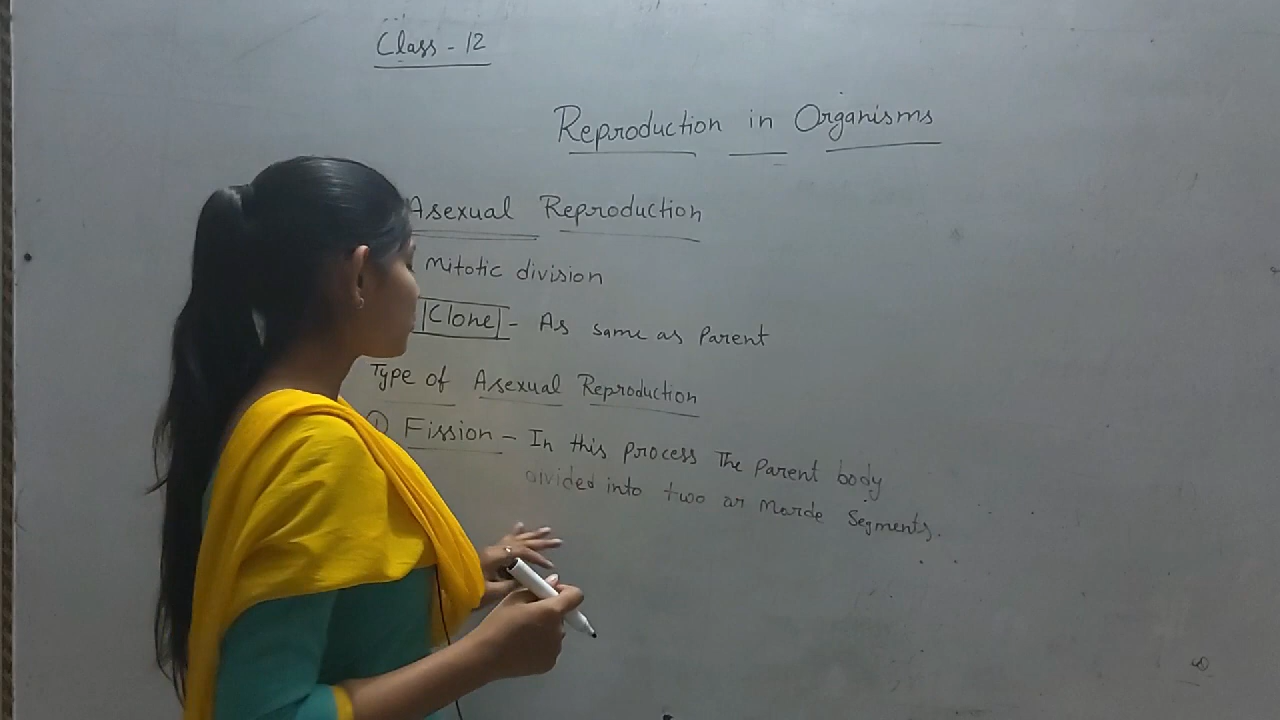 Class - 12
Reproduction in Organisms
Asexual Reproduction
Mitotic division
Clone - As same as Parent
Type of Asexual Reproduction
① Fission - In this process The Parent body
divided into two or Marde Segments.